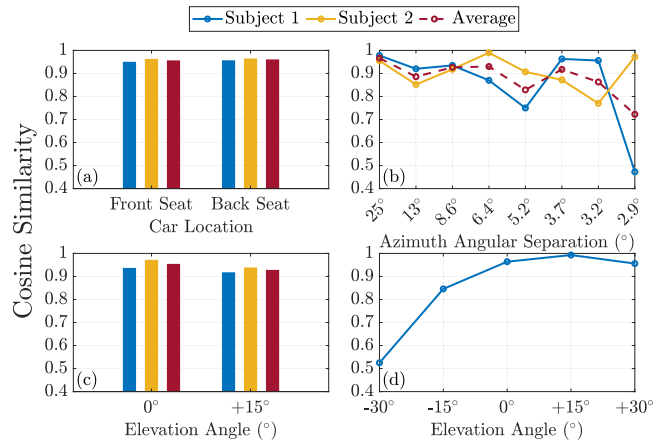 Subject 1 Subject 2 Average
Cosine Similarity
1
0.9
0.8
0.7
0.6
0.5
0.4
(a)
Front Seat Back Seat
Car Location
1
0.9
0.8
0.7
0.6
0.5
0.4
(b)
25° 13° 8.6° 6.4° 5.2° 3.7° 3.2° 2.9°
Azimuth Angular Separation (°)
1
0.9
0.8
0.7
0.6
0.5
0.4
(c)
0° +15°
Elevation Angle (°)
1
0.9
0.8
0.7
0.6
0.5
0.4
(d)
-30° -15° 0° +15° +30°
Elevation Angle (°)